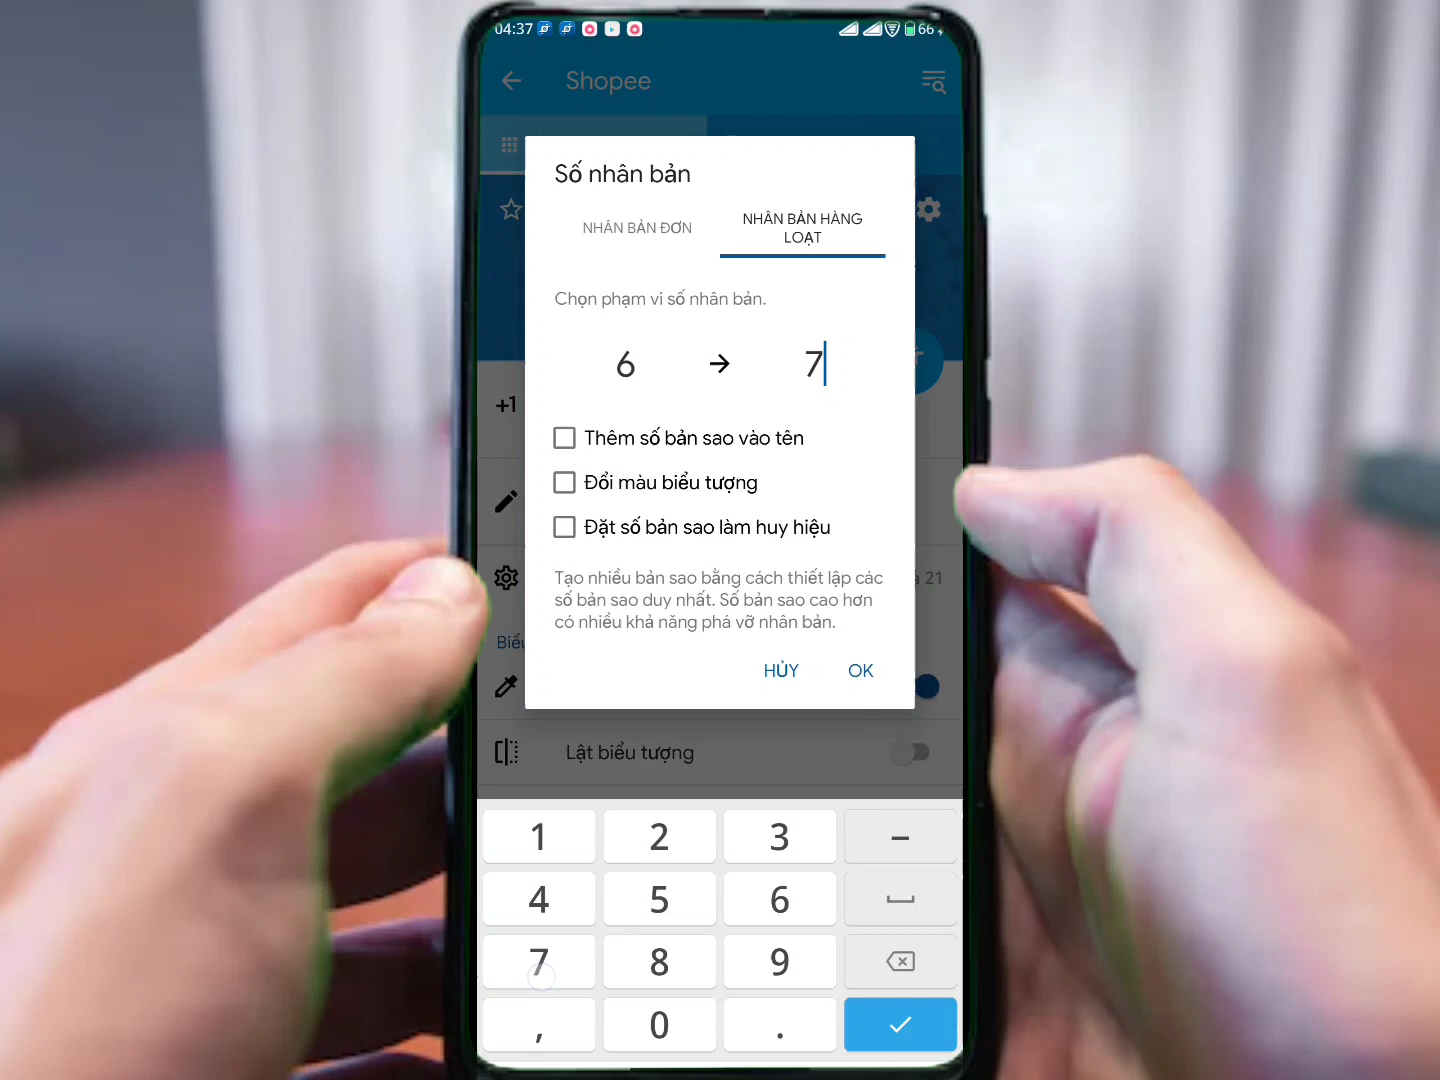 04:37
66
Shopee
Số nhân bản
NHÂN BẢN ĐƠN
NHÂN BẢN HÀNG
LOẠT
Chọn phạm vi số nhân bản.
6 → 7
+1
Thêm số bản sao vào tên
Đổi màu biểu tượng
Đặt số bản sao làm huy hiệu
Tạo nhiều bản sao bằng cách thiết lập các
số bản sao duy nhất. Số bản sao cao hơn
có nhiều khả năng phá vỡ nhân bản.
21
HỦY OK
Lật biểu tượng
1 2 3 –
4 5 6
7 8 9
, 0 .